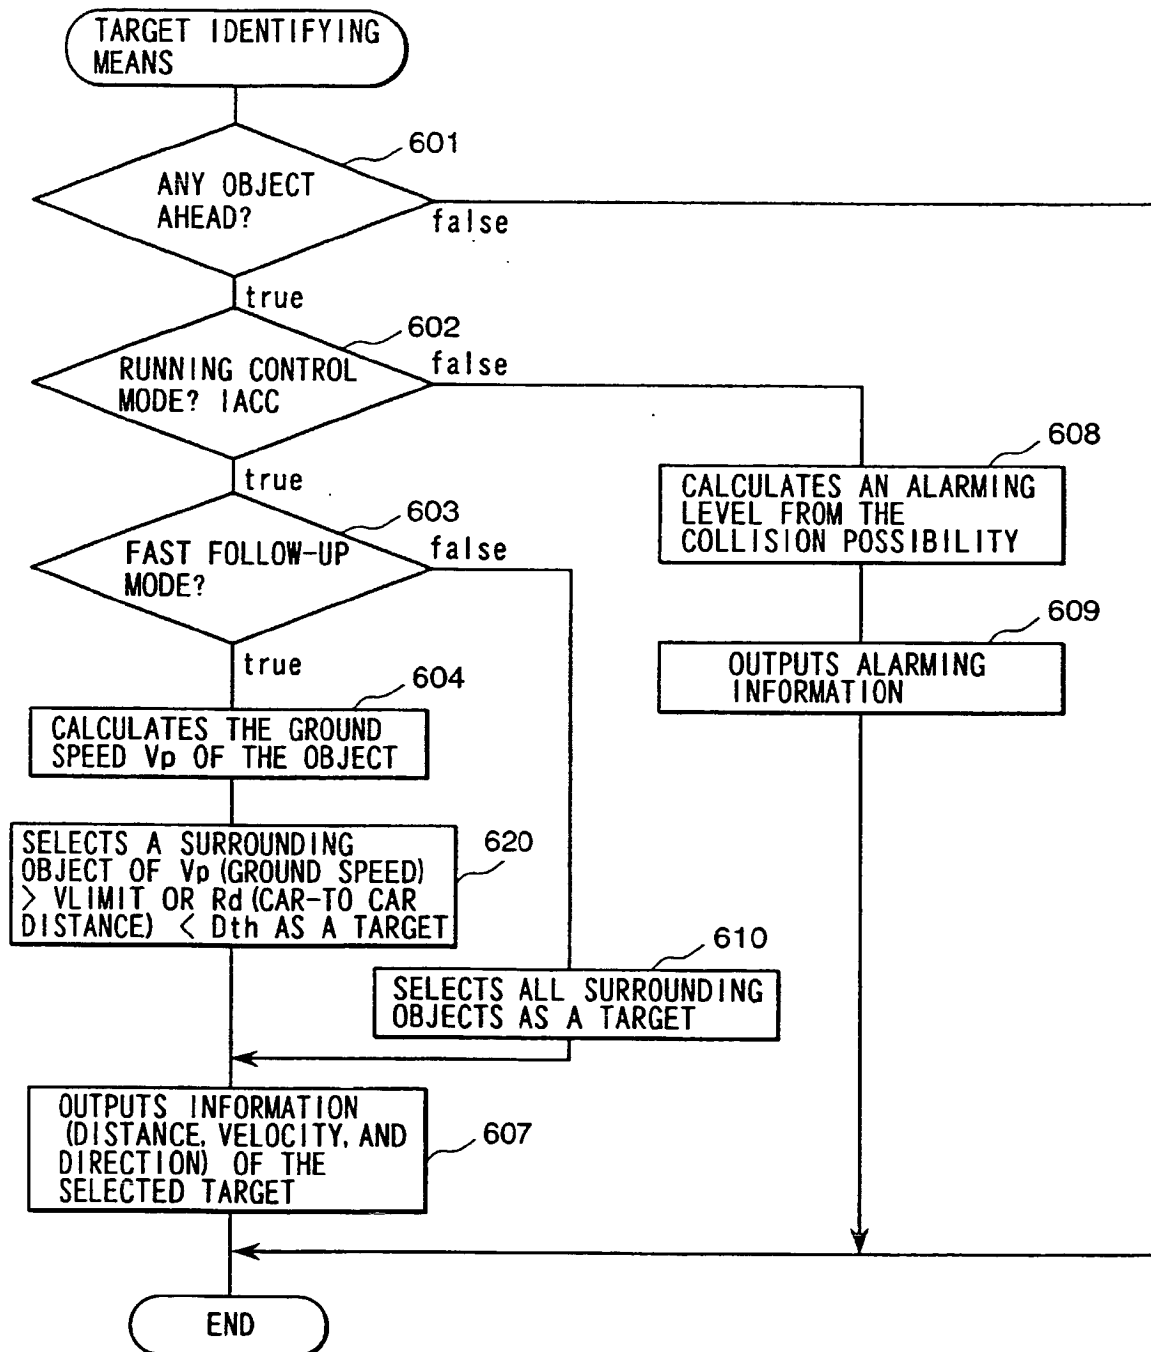 TARGET IDENTIFYING
MEANS
601
ANY OBJECT
AHEAD?
false
true
602
RUNNING CONTROL
MODE? IACC
false
true
603
FAST FOLLOW-UP
MODE?
false
true
604
CALCULATES THE GROUND
SPEED Vp OF THE OBJECT
SELECTS A SURROUNDING
OBJECT OF Vp (GROUND SPEED)
> VLIMIT OR Rd (CAR-TO CAR
DISTANCE) < Dth AS A TARGET
620
608
CALCULATES AN ALARMING
LEVEL FROM THE
COLLISION POSSIBILITY
609
OUTPUTS ALARMING
INFORMATION
610
SELECTS ALL SURROUNDING
OBJECTS AS A TARGET
OUTPUTS INFORMATION
(DISTANCE, VELOCITY, AND
DIRECTION) OF THE
SELECTED TARGET
607
END